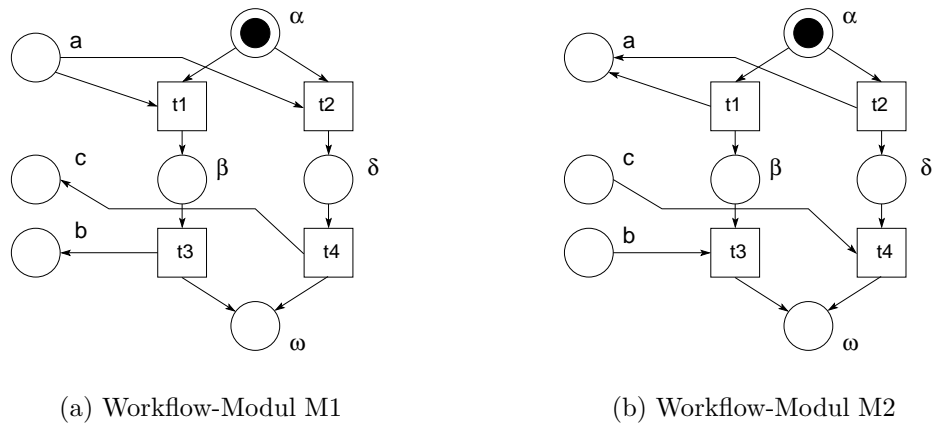 α α
a a
t1 t2 t1 t2
c c
β δ β δ
b b
t3 t4 t3 t4
ω ω
(a) Workflow-Modul M1 (b) Workflow-Modul M2